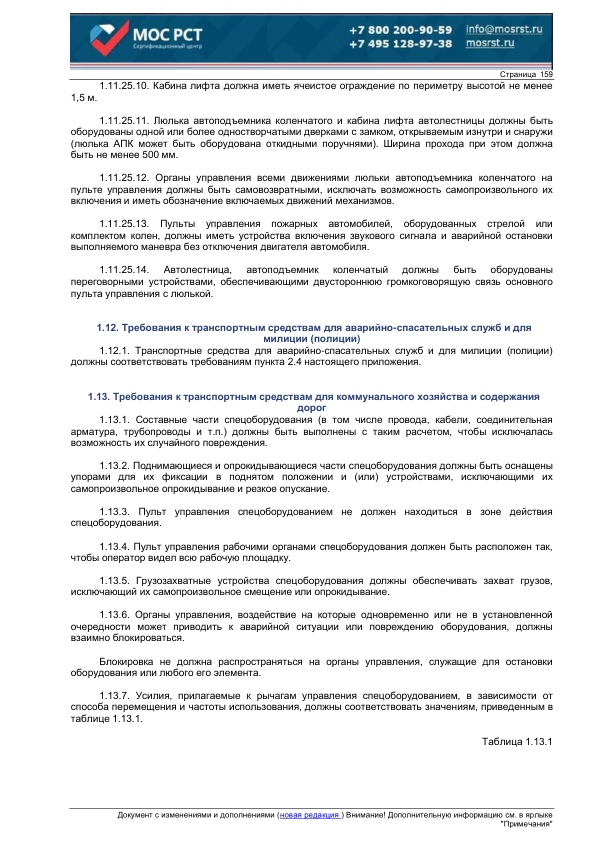 МОС РСТ
Сертификационный центр
+7 800 200-90-59
+7 495 128-97-38
info@mosrst.ru
mosrst.ru
Страница 159
1.11.25.10. Кабина лифта должна иметь ячеистое ограждение по периметру высотой не менее
1,5 м.
1.11.25.11. Люлька автоподъемника коленчатого и кабина лифта автолестницы должны быть
оборудованы одной или более одностворчатыми дверками с замком, открываемым изнутри и снаружи
(люлька АПК может быть оборудована откидными поручнями). Ширина прохода при этом должна
быть не менее 500 мм.
1.11.25.12. Органы управления всеми движениями люльки автоподъемника коленчатого на
пульте управления должны быть самовозвратными, исключать возможность самопроизвольного их
включения и иметь обозначение включаемых движений механизмов.
1.11.25.13. Пульты управления пожарных автомобилей, оборудованных стрелой или
комплектом колен, должны иметь устройства включения звукового сигнала и аварийной остановки
выполняемого маневра без отключения двигателя автомобиля.
1.11.25.14. Автолестница, автоподъемник коленчатый должны быть оборудованы
переговорными устройствами, обеспечивающими двустороннюю громкоговорящую связь основного
пульта управления с люлькой.
1.12. Требования к транспортным средствам для аварийно-спасательных служб и для
милиции (полиции)
1.12.1. Транспортные средства для аварийно-спасательных служб и для милиции (полиции)
должны соответствовать требованиям пункта 2.4 настоящего приложения.
1.13. Требования к транспортным средствам для коммунального хозяйства и содержания
дорог
1.13.1. Составные части спецоборудования (в том числе провода, кабели, соединительная
арматура, трубопроводы и т.п.) должны быть выполнены с таким расчетом, чтобы исключалась
возможность их случайного повреждения.
1.13.2. Поднимающиеся и опрокидывающиеся части спецоборудования должны быть оснащены
упорами для их фиксации в поднятом положении и (или) устройствами, исключающими их
самопроизвольное опрокидывание и резкое опускание.
1.13.3. Пульт управления спецоборудованием не должен находиться в зоне действия
спецоборудования.
1.13.4. Пульт управления рабочими органами спецоборудования должен быть расположен так,
чтобы оператор видел всю рабочую площадку.
1.13.5. Грузозахватные устройства спецоборудования должны обеспечивать захват грузов,
исключающий их самопроизвольное смещение или опрокидывание.
1.13.6. Органы управления, воздействие на которые одновременно или не в установленной
очередности может приводить к аварийной ситуации или повреждению оборудования, должны
взаимно блокироваться.
Блокировка не должна распространяться на органы управления, служащие для остановки
оборудования или любого его элемента.
1.13.7. Усилия, прилагаемые к рычагам управления спецоборудованием, в зависимости от
способа перемещения и частоты использования, должны соответствовать значениям, приведенным в
таблице 1.13.1.
Таблица 1.13.1
Документ с изменениями и дополнениями (новая редакция ) Внимание! Дополнительную информацию см. в ярлыке
"Примечания"